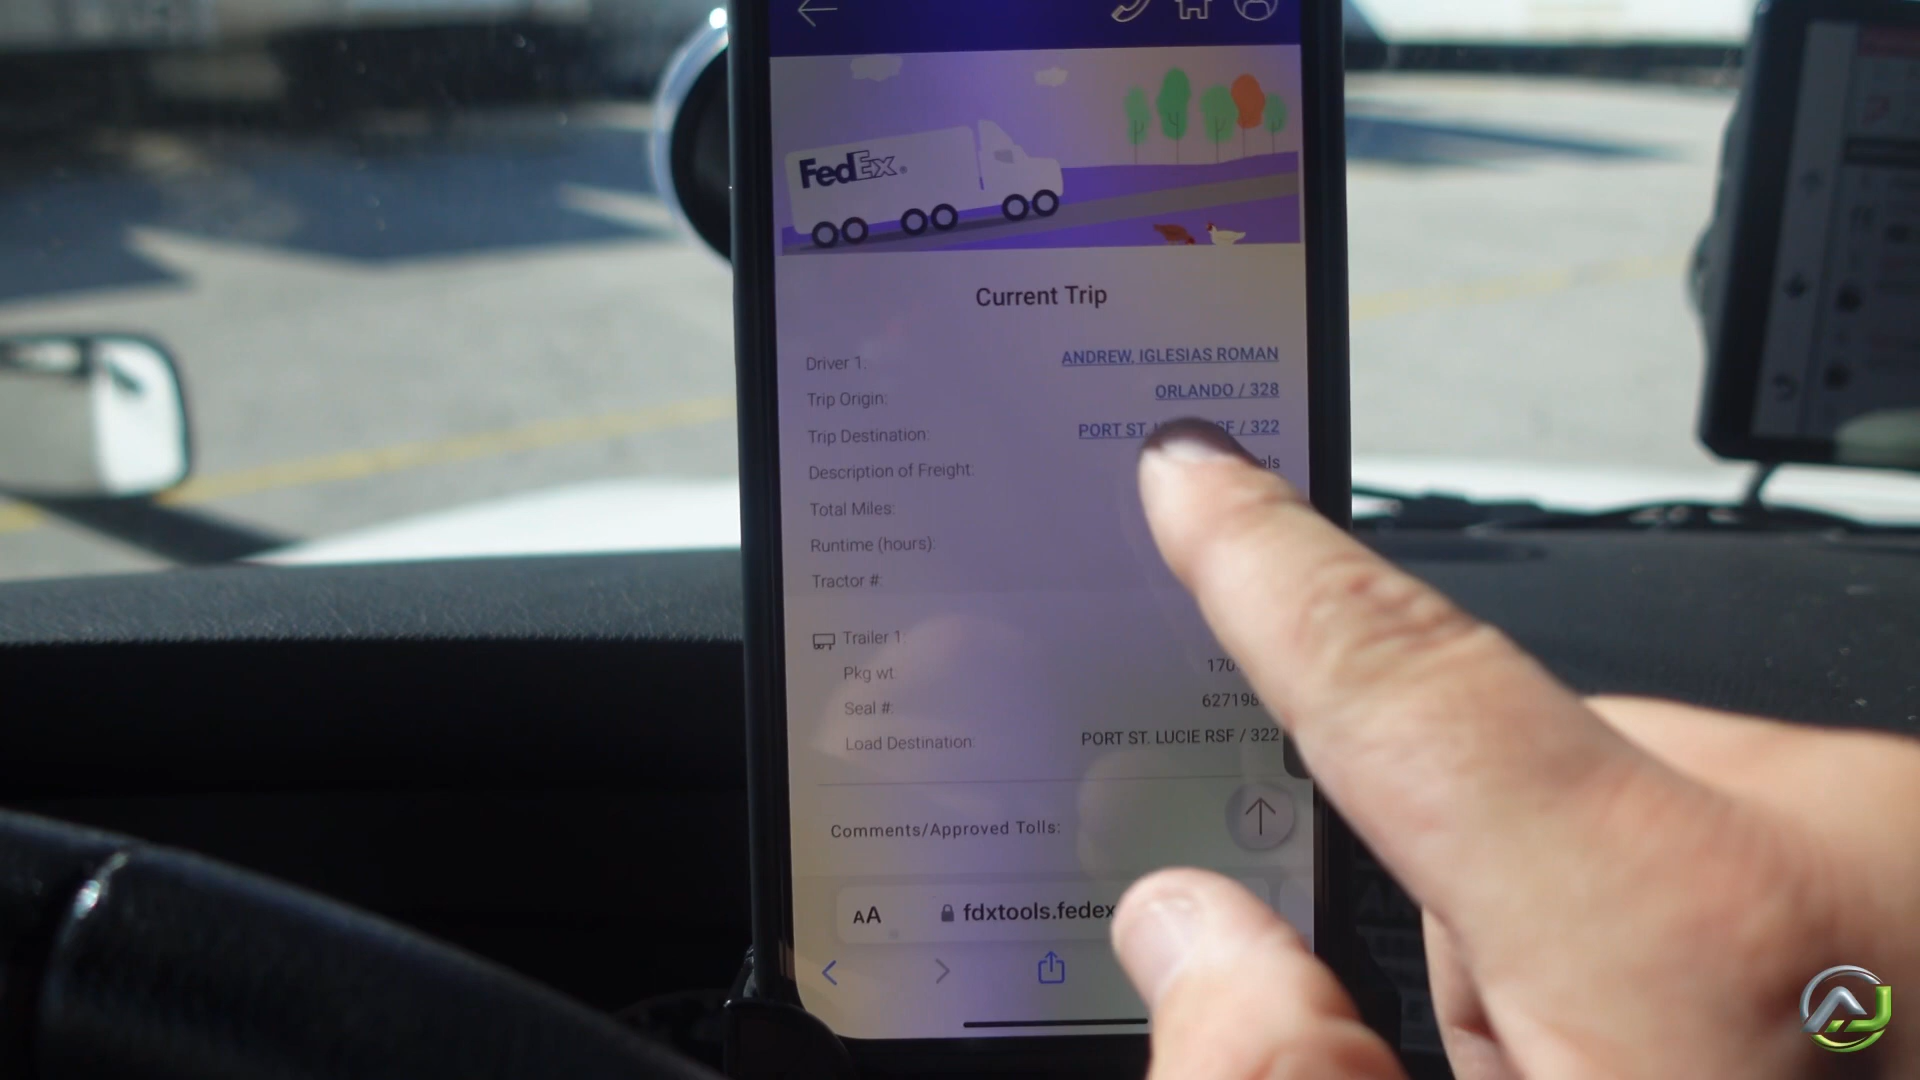 FedEx®
Current Trip
Driver 1: ANDREW, IGLESIAS ROMAN
Trip Origin: ORLANDO / 328
Trip Destination: PORT ST. / 322
Description of Freight:
Total Miles:
Runtime (hours):
Tractor #:
Trailer 1:
Pkg wt:
Seal #:
Load Destination: PORT ST. LUCIE RSF / 322
Comments/Approved Tolls:
AA fdxtools.fedex
AJ